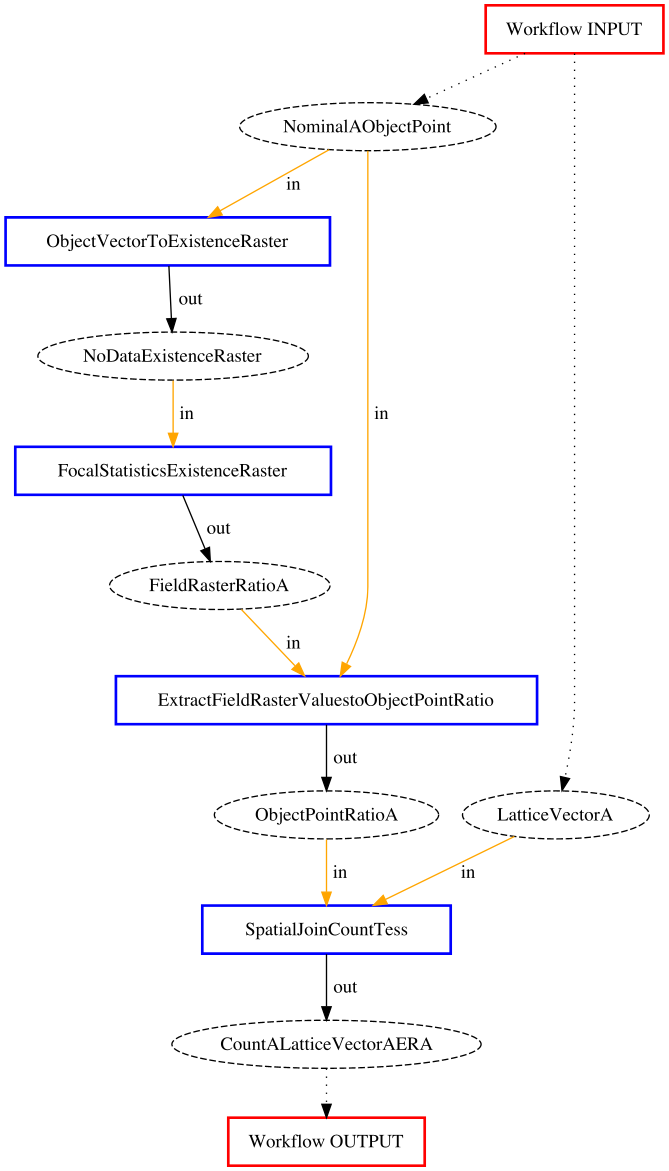 Workflow INPUT
NominalAObjectPoint
in
ObjectVectorToExistenceRaster
out
NoDataExistenceRaster
in
in
FocalStatisticsExistenceRaster
out
FieldRasterRatioA
in
ExtractFieldRasterValuestoObjectPointRatio
out
ObjectPointRatioA
LatticeVectorA
in
in
SpatialJoinCountTess
out
CountALatticeVectorAERA
Workflow OUTPUT